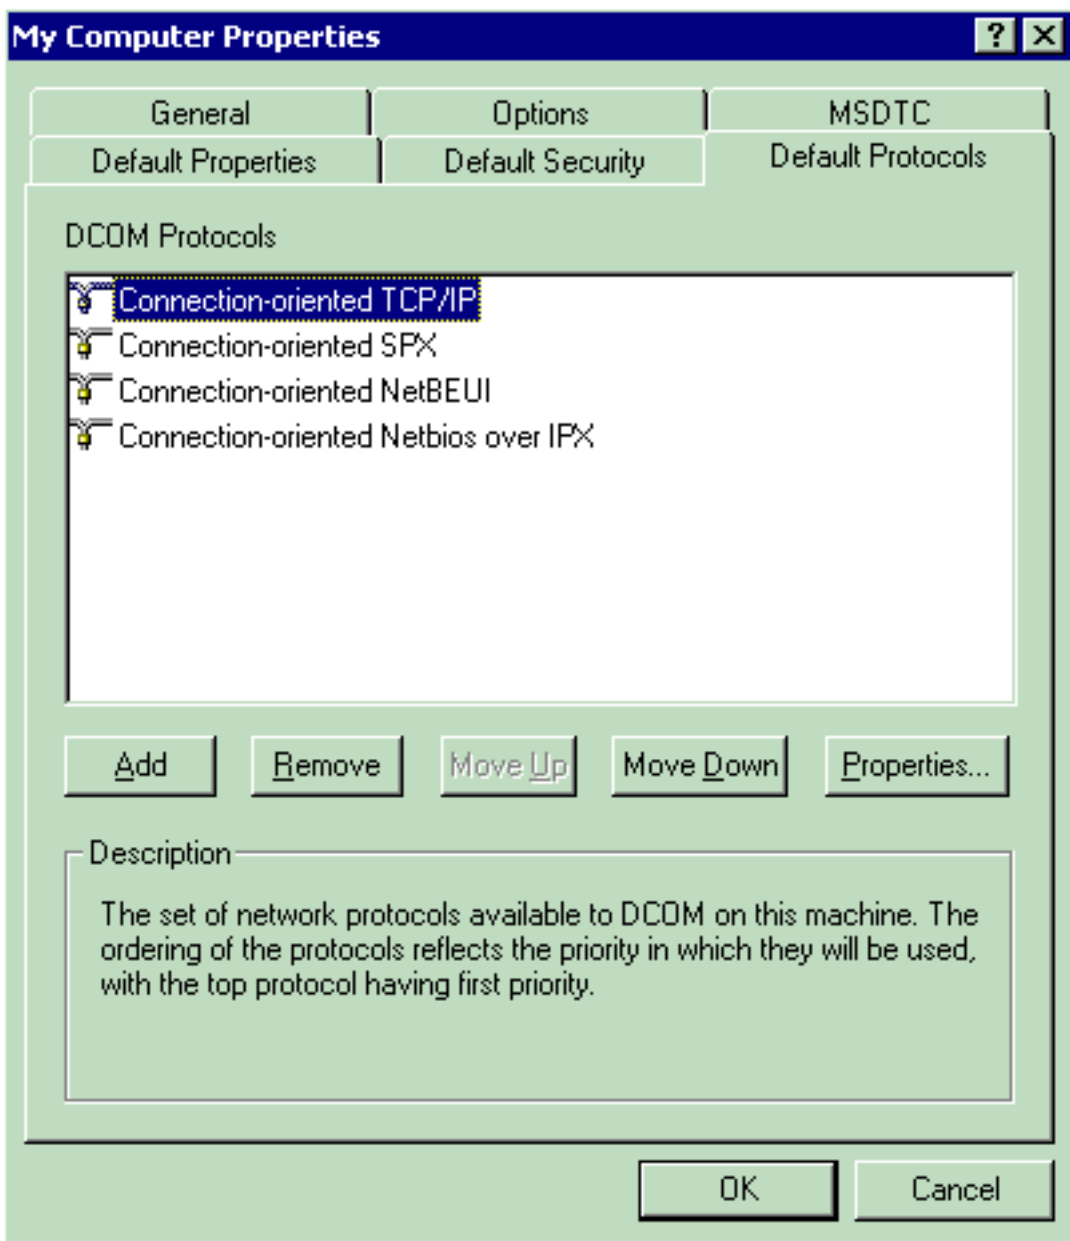 My Computer Properties
General Options MSDTC
Default Properties Default Security Default Protocols
DCOM Protocols
Connection-oriented TCP/IP
Connection-oriented SPX
Connection-oriented NetBEUI
Connection-oriented Netbios over IPX
Add Remove Move Up Move Down Properties...
Description
The set of network protocols available to DCOM on this machine. The
ordering of the protocols reflects the priority in which they will be used,
with the top protocol having first priority.
OK Cancel